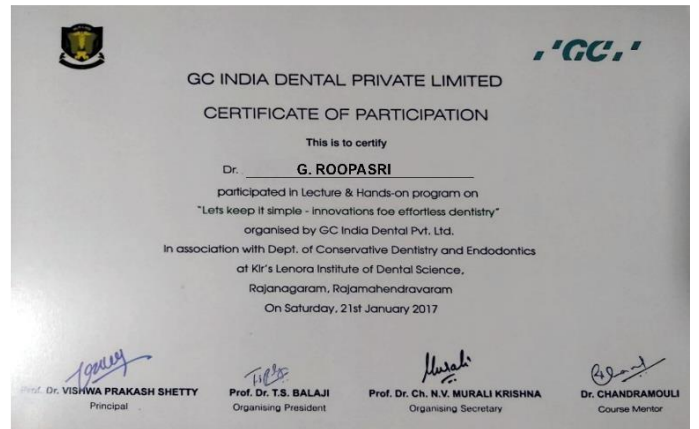 'GC'
GC INDIA DENTAL PRIVATE LIMITED
CERTIFICATE OF PARTICIPATION
This is to certify
Dr. G. ROOPASRI
participated in Lecture & Hands-on program on
"Lets keep it simple - innovations foe effortless dentistry"
organised by GC India Dental Pvt. Ltd.
In association with Dept. of Conservative Dentistry and Endodontics
at Klr's Lenora Institute of Dental Science,
Rajanagaram, Rajamahendravaram
On Saturday, 21st January 2017
Murali
Prof. Dr. VISHWA PRAKASH SHETTY Prof. Dr. T.S. BALAJI Prof. Dr. Ch. N.V. MURALI KRISHNA Dr. CHANDRAMOULI
Principal Organising President Organising Secretary Course Mentor